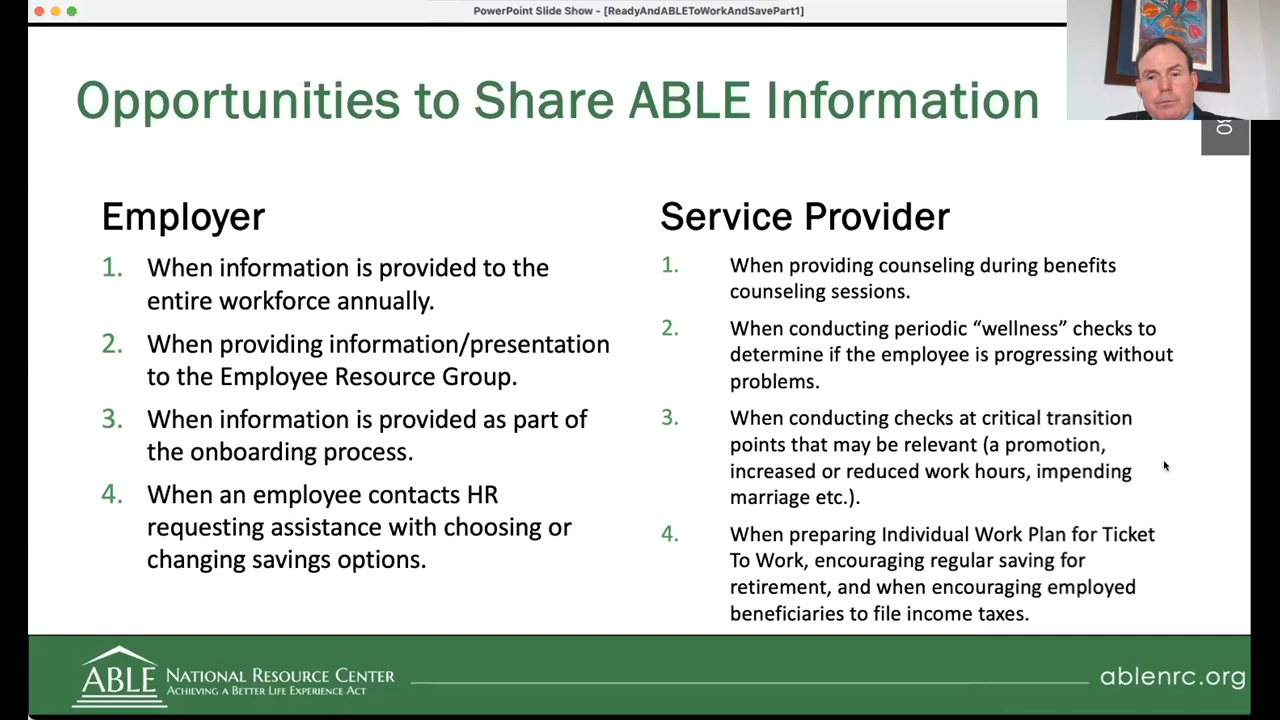 PowerPoint Slide Show - [ReadyAndABLEToWorkAndSavePart1]
Opportunities to Share ABLE Information
Employer
1. When information is provided to the
entire workforce annually.
2. When providing information/presentation
to the Employee Resource Group.
3. When information is provided as part of
the onboarding process.
4. When an employee contacts HR
requesting assistance with choosing or
changing savings options.
Service Provider
1. When providing counseling during benefits
counseling sessions.
2. When conducting periodic “wellness” checks to
determine if the employee is progressing without
problems.
3. When conducting checks at critical transition
points that may be relevant (a promotion,
increased or reduced work hours, impending
marriage etc.).
4. When preparing Individual Work Plan for Ticket
To Work, encouraging regular saving for
retirement, and when encouraging employed
beneficiaries to file income taxes.
ABLE NATIONAL RESOURCE CENTER
ACHIEVING A BETTER LIFE EXPERIENCE ACT
ablenrc.org